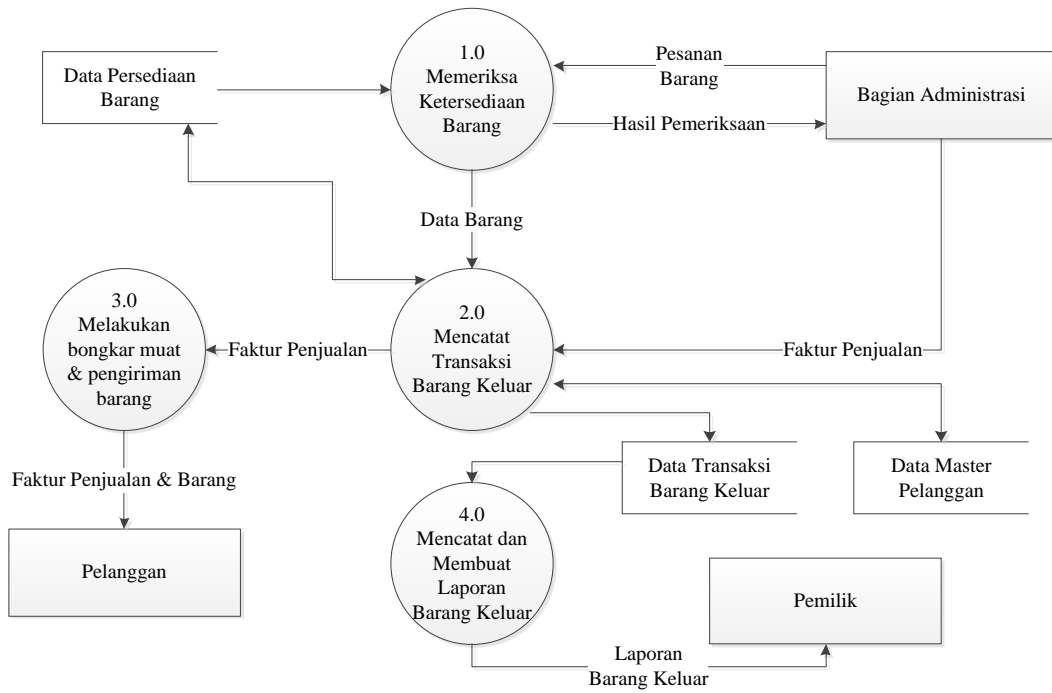 1.0
Memeriksa
Ketersediaan
Barang
Data Persediaan
Barang
Pesanan
Barang
Bagian Administrasi
Hasil Pemeriksaan
Data Barang
3.0
Melakukan
bongkar muat
& pengiriman
barang
Faktur Penjualan
2.0
Mencatat
Transaksi
Barang Keluar
Faktur Penjualan
Faktur Penjualan & Barang
Data Transaksi
Barang Keluar
Data Master
Pelanggan
Pelanggan
4.0
Mencatat dan
Membuat
Laporan
Barang Keluar
Pemilik
Laporan
Barang Keluar